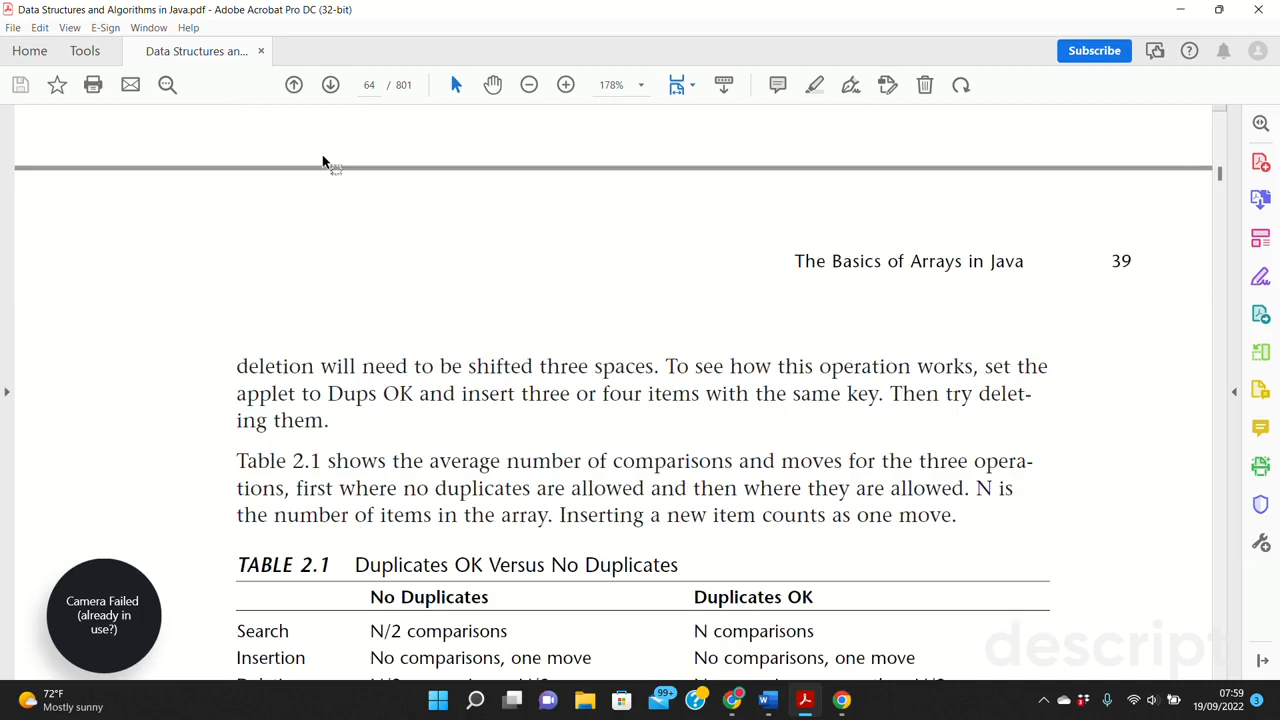 Data Structures and Algorithms in Java.pdf - Adobe Acrobat Pro DC (32-bit)
File Edit View E-Sign Window Help
Home Tools Data Structures an... × Subscribe
64 / 801 178%
The Basics of Arrays in Java 39
deletion will need to be shifted three spaces. To see how this operation works, set the
applet to Dups OK and insert three or four items with the same key. Then try delet-
ing them.
Table 2.1 shows the average number of comparisons and moves for the three opera-
tions, first where no duplicates are allowed and then where they are allowed. N is
the number of items in the array. Inserting a new item counts as one move.
TABLE 2.1 Duplicates OK Versus No Duplicates
No Duplicates Duplicates OK
Search N/2 comparisons N comparisons
Insertion No comparisons, one move No comparisons, one move
Camera Failed
(already in
use?)
descript
72°F
Mostly sunny
99+
07:59
19/09/2022
3